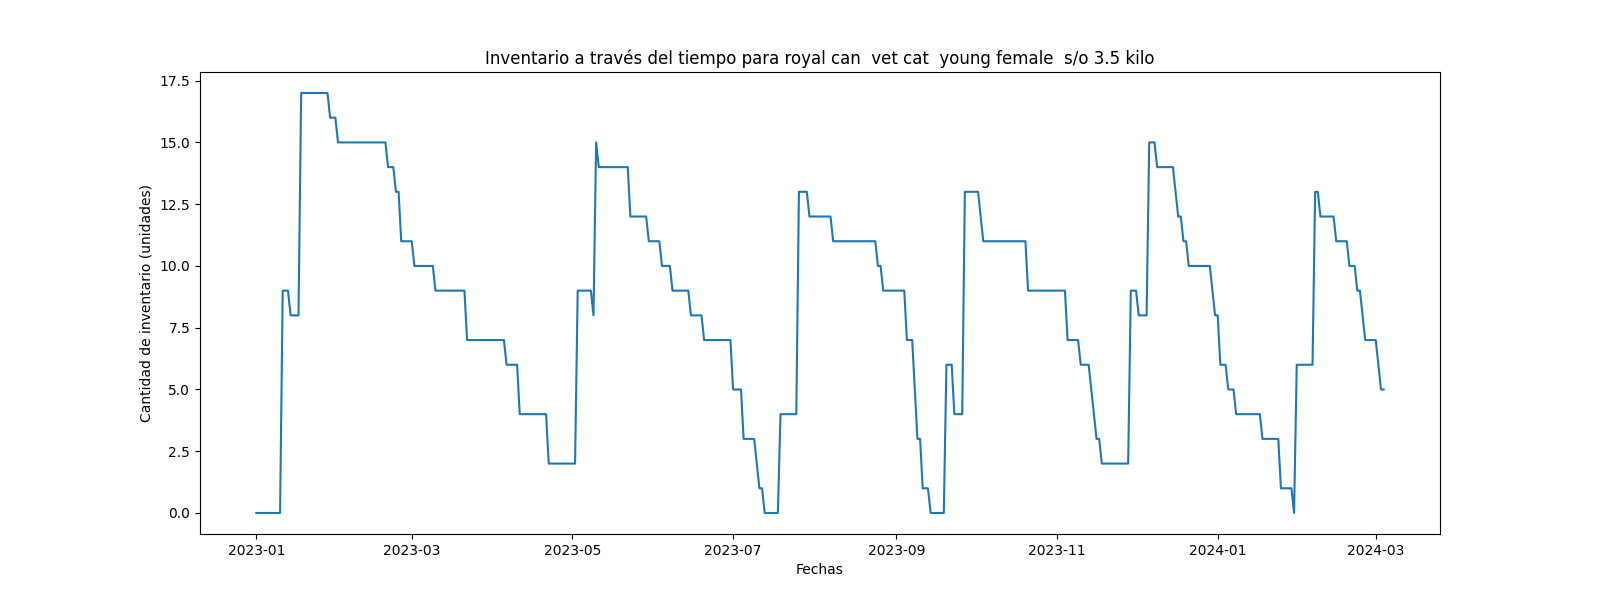 Inventario a través del tiempo para royal can  vet cat  young female  s/o 3.5 kilo
Cantidad de inventario (unidades)
17.5
15.0
12.5
10.0
7.5
5.0
2.5
0.0
2023-01 2023-03 2023-05 2023-07 2023-09 2023-11 2024-01 2024-03
Fechas